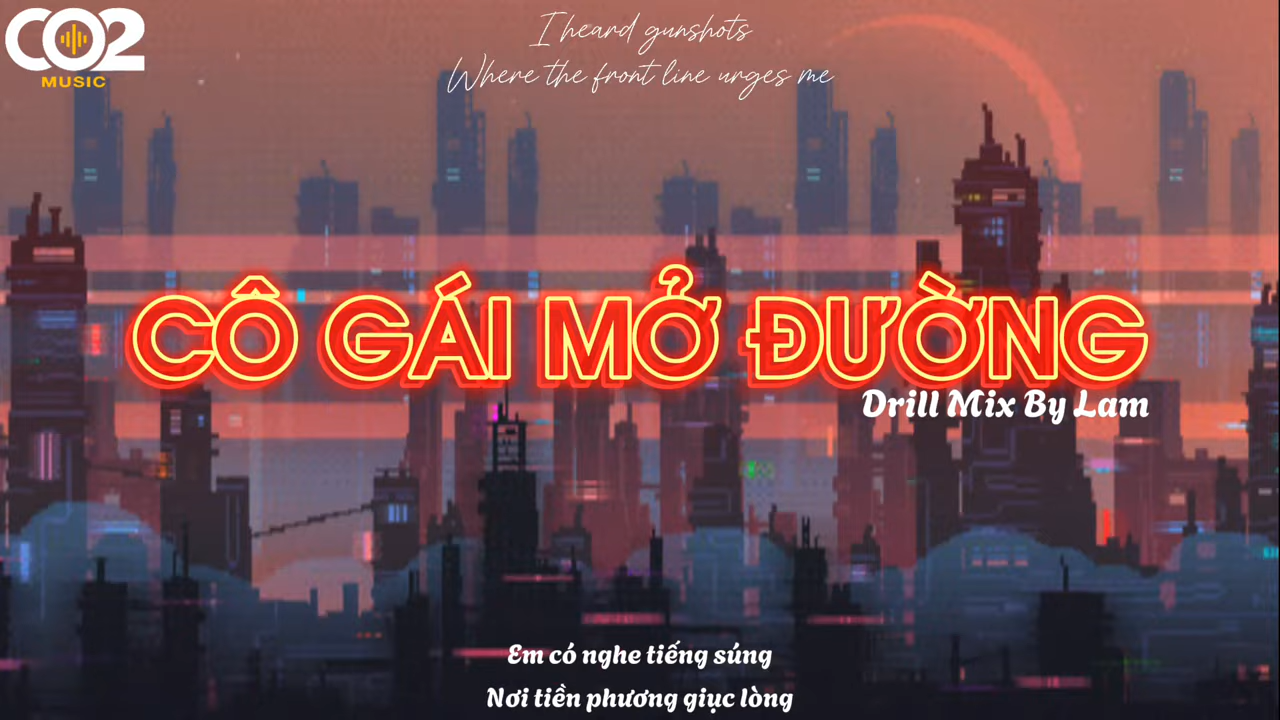 CO2
MUSIC
I heard gunshots
Where the front line urges me
CÔ GÁI MỞ ĐƯỜNG
Drill Mix By Lam
Em có nghe tiếng súng
Nơi tiền phương giục lòng